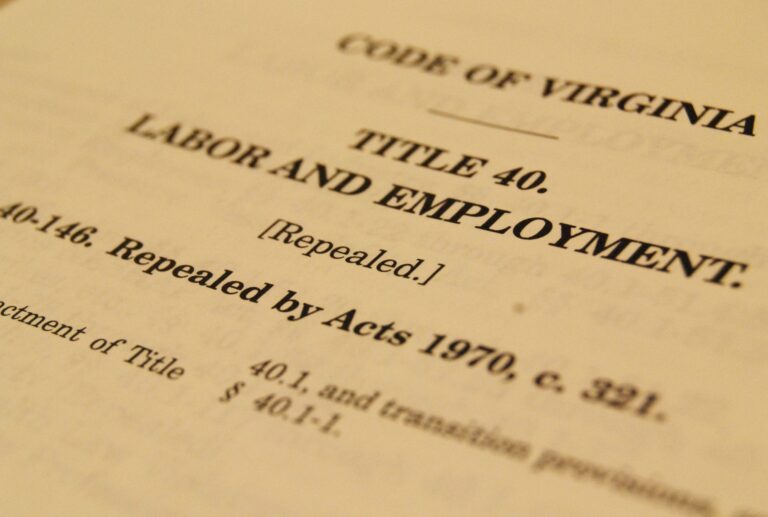 CODE OF VIRGINIA
TITLE 40.
LABOR AND EMPLOYMENT.
[Repealed.]
40-146. Repealed by Acts 1970, c. 321.
actment of Title 40.1, and transition provisions,
§ 40.1-1.